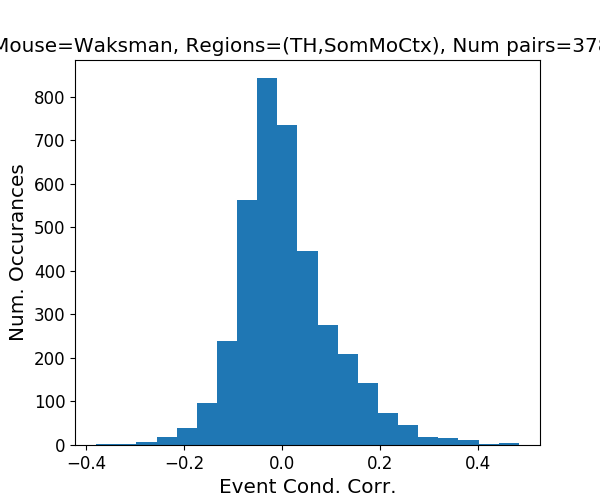 Mouse=Waksman, Regions=(TH,SomMoCtx), Num pairs=378
800
700
600
500
400
300
200
100
0
Num. Occurances
−0.4 −0.2 0.0 0.2 0.4
Event Cond. Corr.